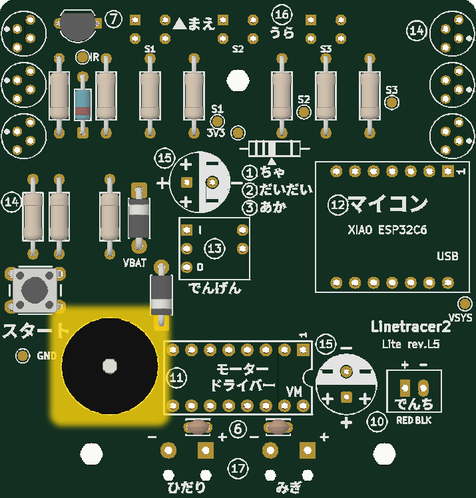 ⑦
▲まえ
⑯
うら
⑭
IR
S1
S2
S3
S1
S2
S3
3V3
⑮
+
+
-
①ちゃ
②だいだい
③あか
1
⑫マイコン
XIAO ESP32C6
USB
⑭
I
⑬
O
でんげん
VBAT
スタート
GND
VSYS
Linetracer2
Lite rev.L5
1
⑪
モーター
ドライバー
VM
⑮
-
+
+ -
でんち
RED BLK
⑩
⑥
- +
- +
⑰
ひだり
みぎ